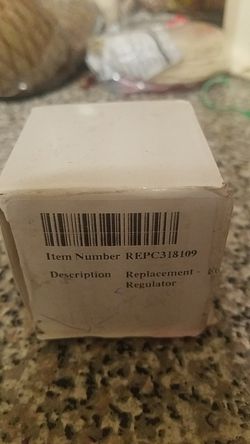 Item Number REPC318109
Description Replacement -
Regulator